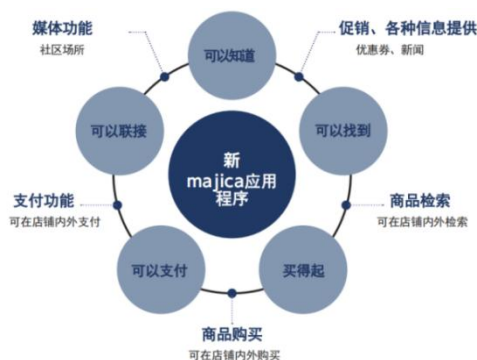 媒体功能
社区场所
促销、各种信息提供
优惠券、新闻
可以知道
可以联接
可以找到
新
majica应用
程序
支付功能
可在店铺内外支付
商品检索
可在店铺内外检索
可以支付
买得起
商品购买
可在店铺内外购买